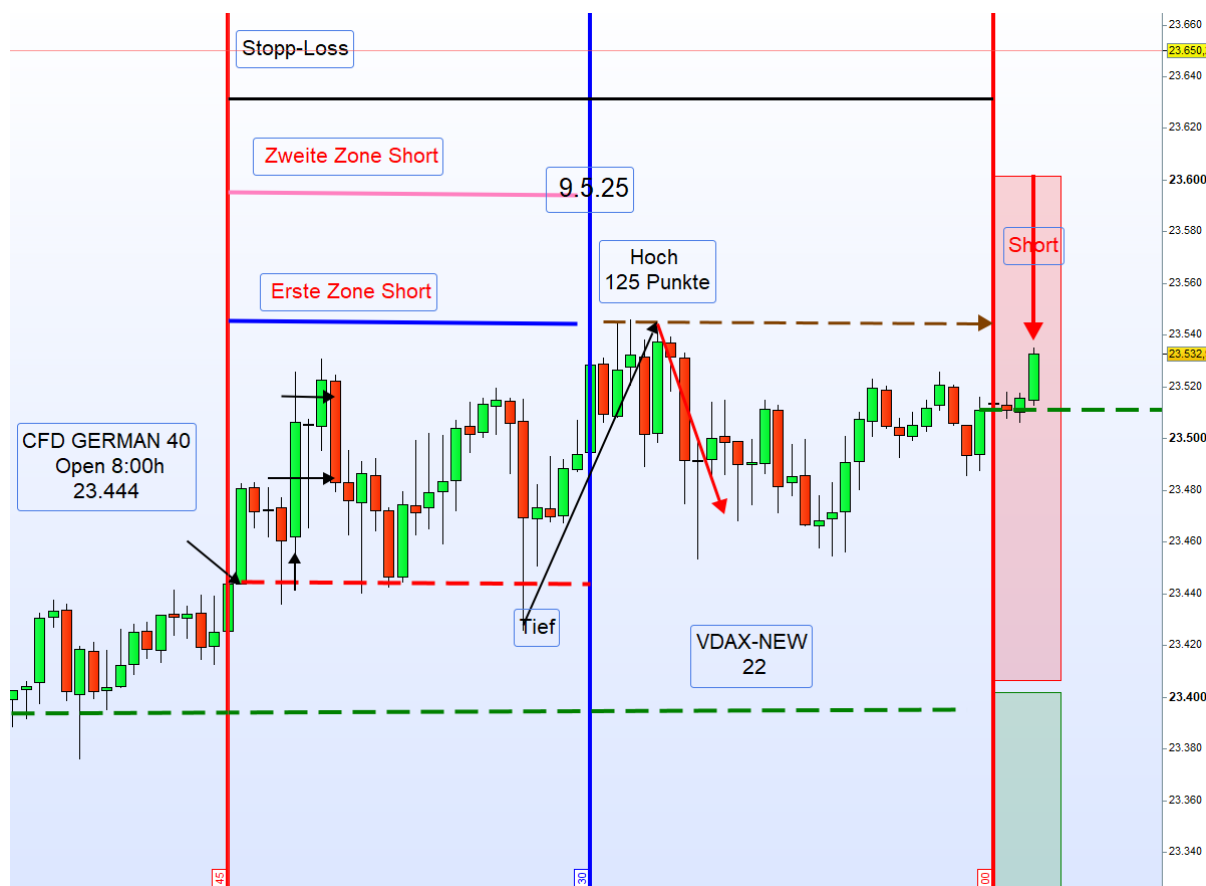 Stopp-Loss
Zweite Zone Short
9.5.25
Erste Zone Short
Hoch
125 Punkte
Short
CFD GERMAN 40
Open 8:00h
23.444
Tief
VDAX-NEW
22
23.660
23.650,
23.640
23.620
23.600
23.580
23.560
23.540
23.532,
23.520
23.500
23.480
23.460
23.440
23.420
23.400
23.380
23.360
23.340
45
30
00